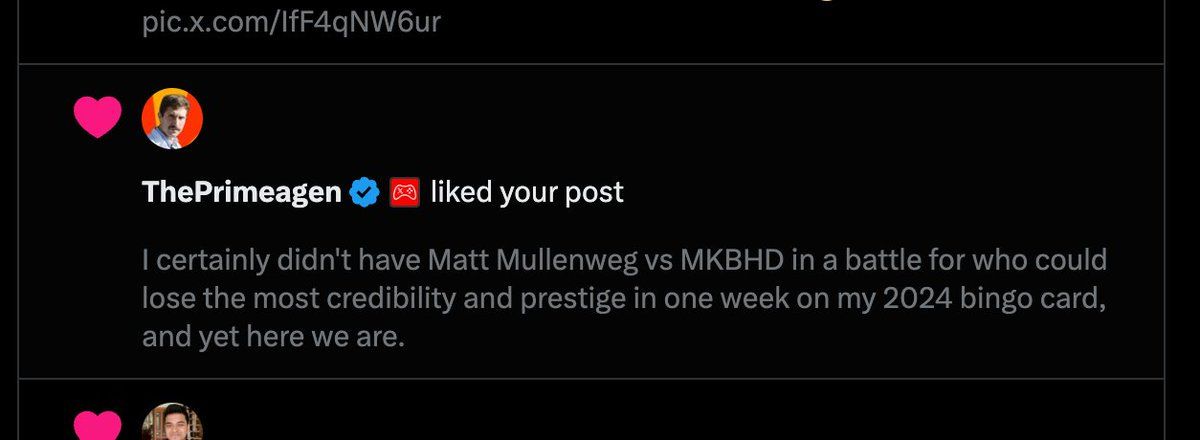 pic.x.com/IfF4qNW6ur
ThePrimeagen liked your post
I certainly didn't have Matt Mullenweg vs MKBHD in a battle for who could
lose the most credibility and prestige in one week on my 2024 bingo card,
and yet here we are.